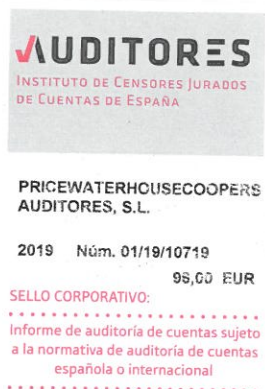 AUDITORES
INSTITUTO DE CENSORES JURADOS
DE CUENTAS DE ESPAÑA
PRICEWATERHOUSECOOPERS
AUDITORES, S.L.
2019 Núm. 01/19/10719
96,00 EUR
SELLO CORPORATIVO:
Informe de auditoría de cuentas sujeto
a la normativa de auditoría de cuentas
española o internacional